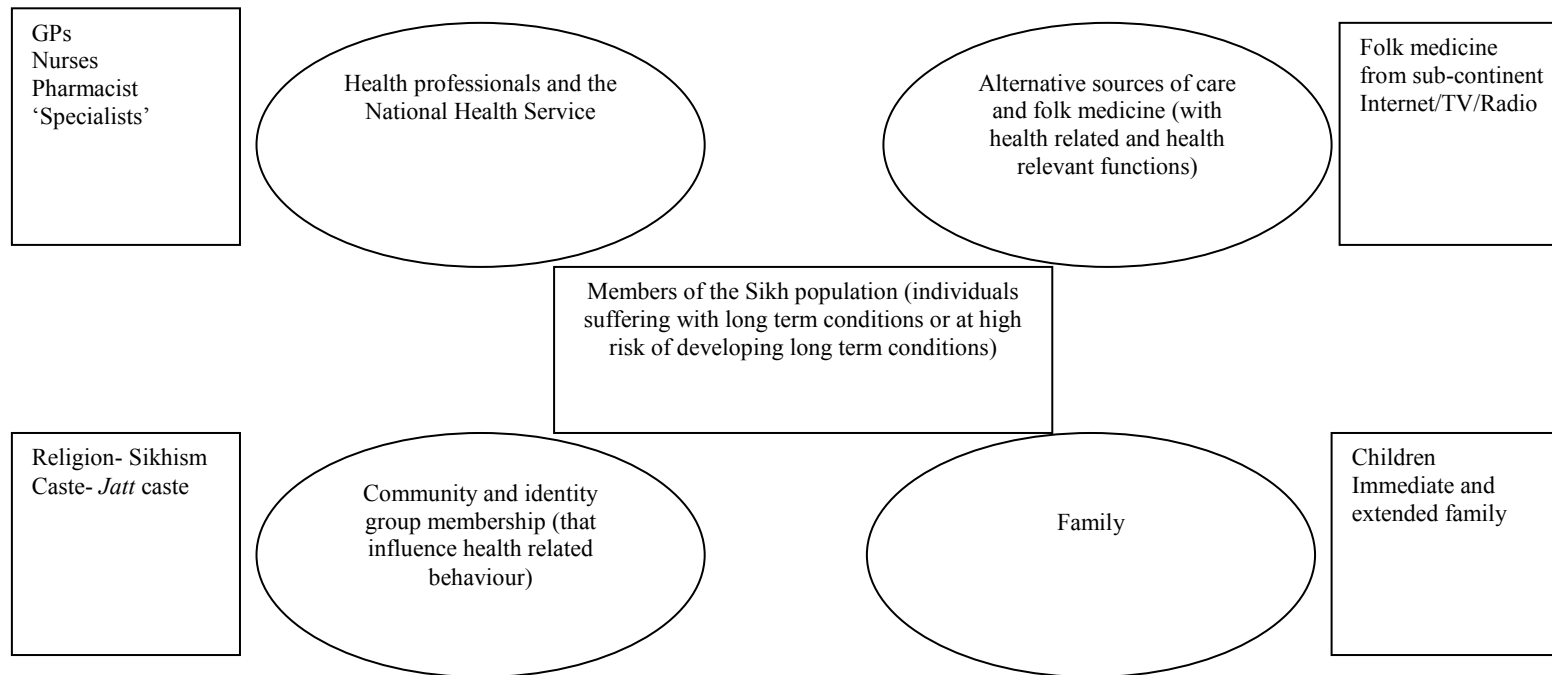 GPs
Nurses
Pharmacist
‘Specialists’
Health professionals and the
National Health Service
Alternative sources of care
and folk medicine (with
health related and health
relevant functions)
Folk medicine
from sub-continent
Internet/TV/Radio
Members of the Sikh population (individuals
suffering with long term conditions or at high
risk of developing long term conditions)
Religion- Sikhism
Caste- Jatt caste
Community and identity
group membership (that
influence health related
behaviour)
Family
Children
Immediate and
extended family